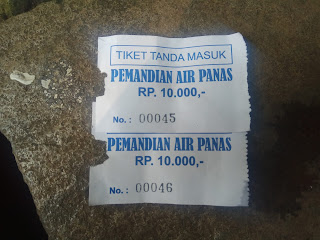 TIKET TANDA MASUK
PEMANDIAN AIR PANAS
RP. 10.000,-
No. : 00045
PEMANDIAN AIR PANAS
RP. 10.000,-
No. : 00046